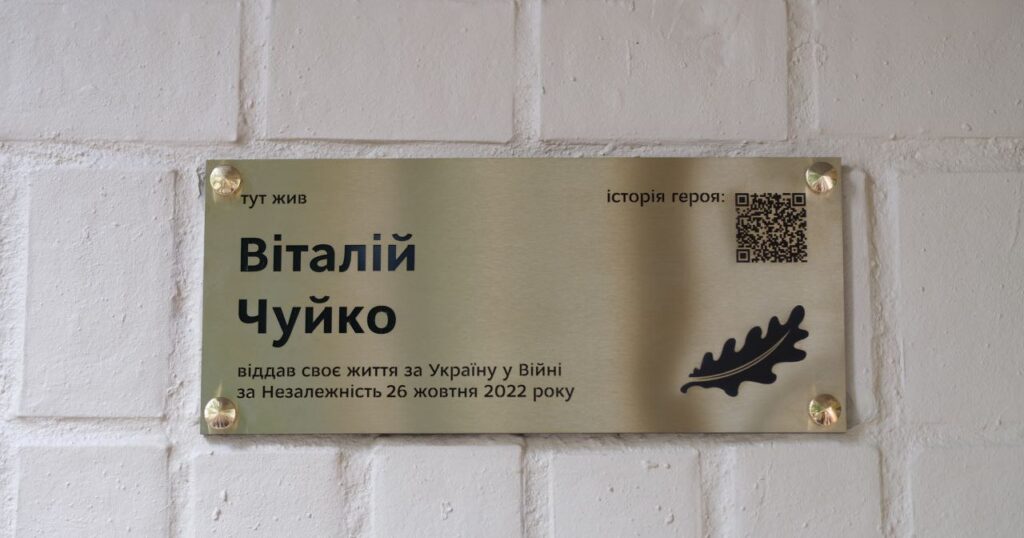 тут жив
історія героя:
Віталій
Чуйко
віддав своє життя за Україну у Війні
за Незалежність 26 жовтня 2022 року